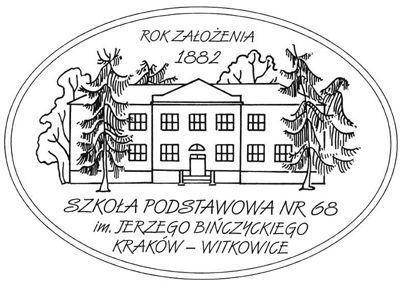 ROK ZAŁOŻENIA
1882
SZKOŁA PODSTAWOWA NR 68
im. JERZEGO BIŃCZYCKIEGO
KRAKÓW – WITKOWICE